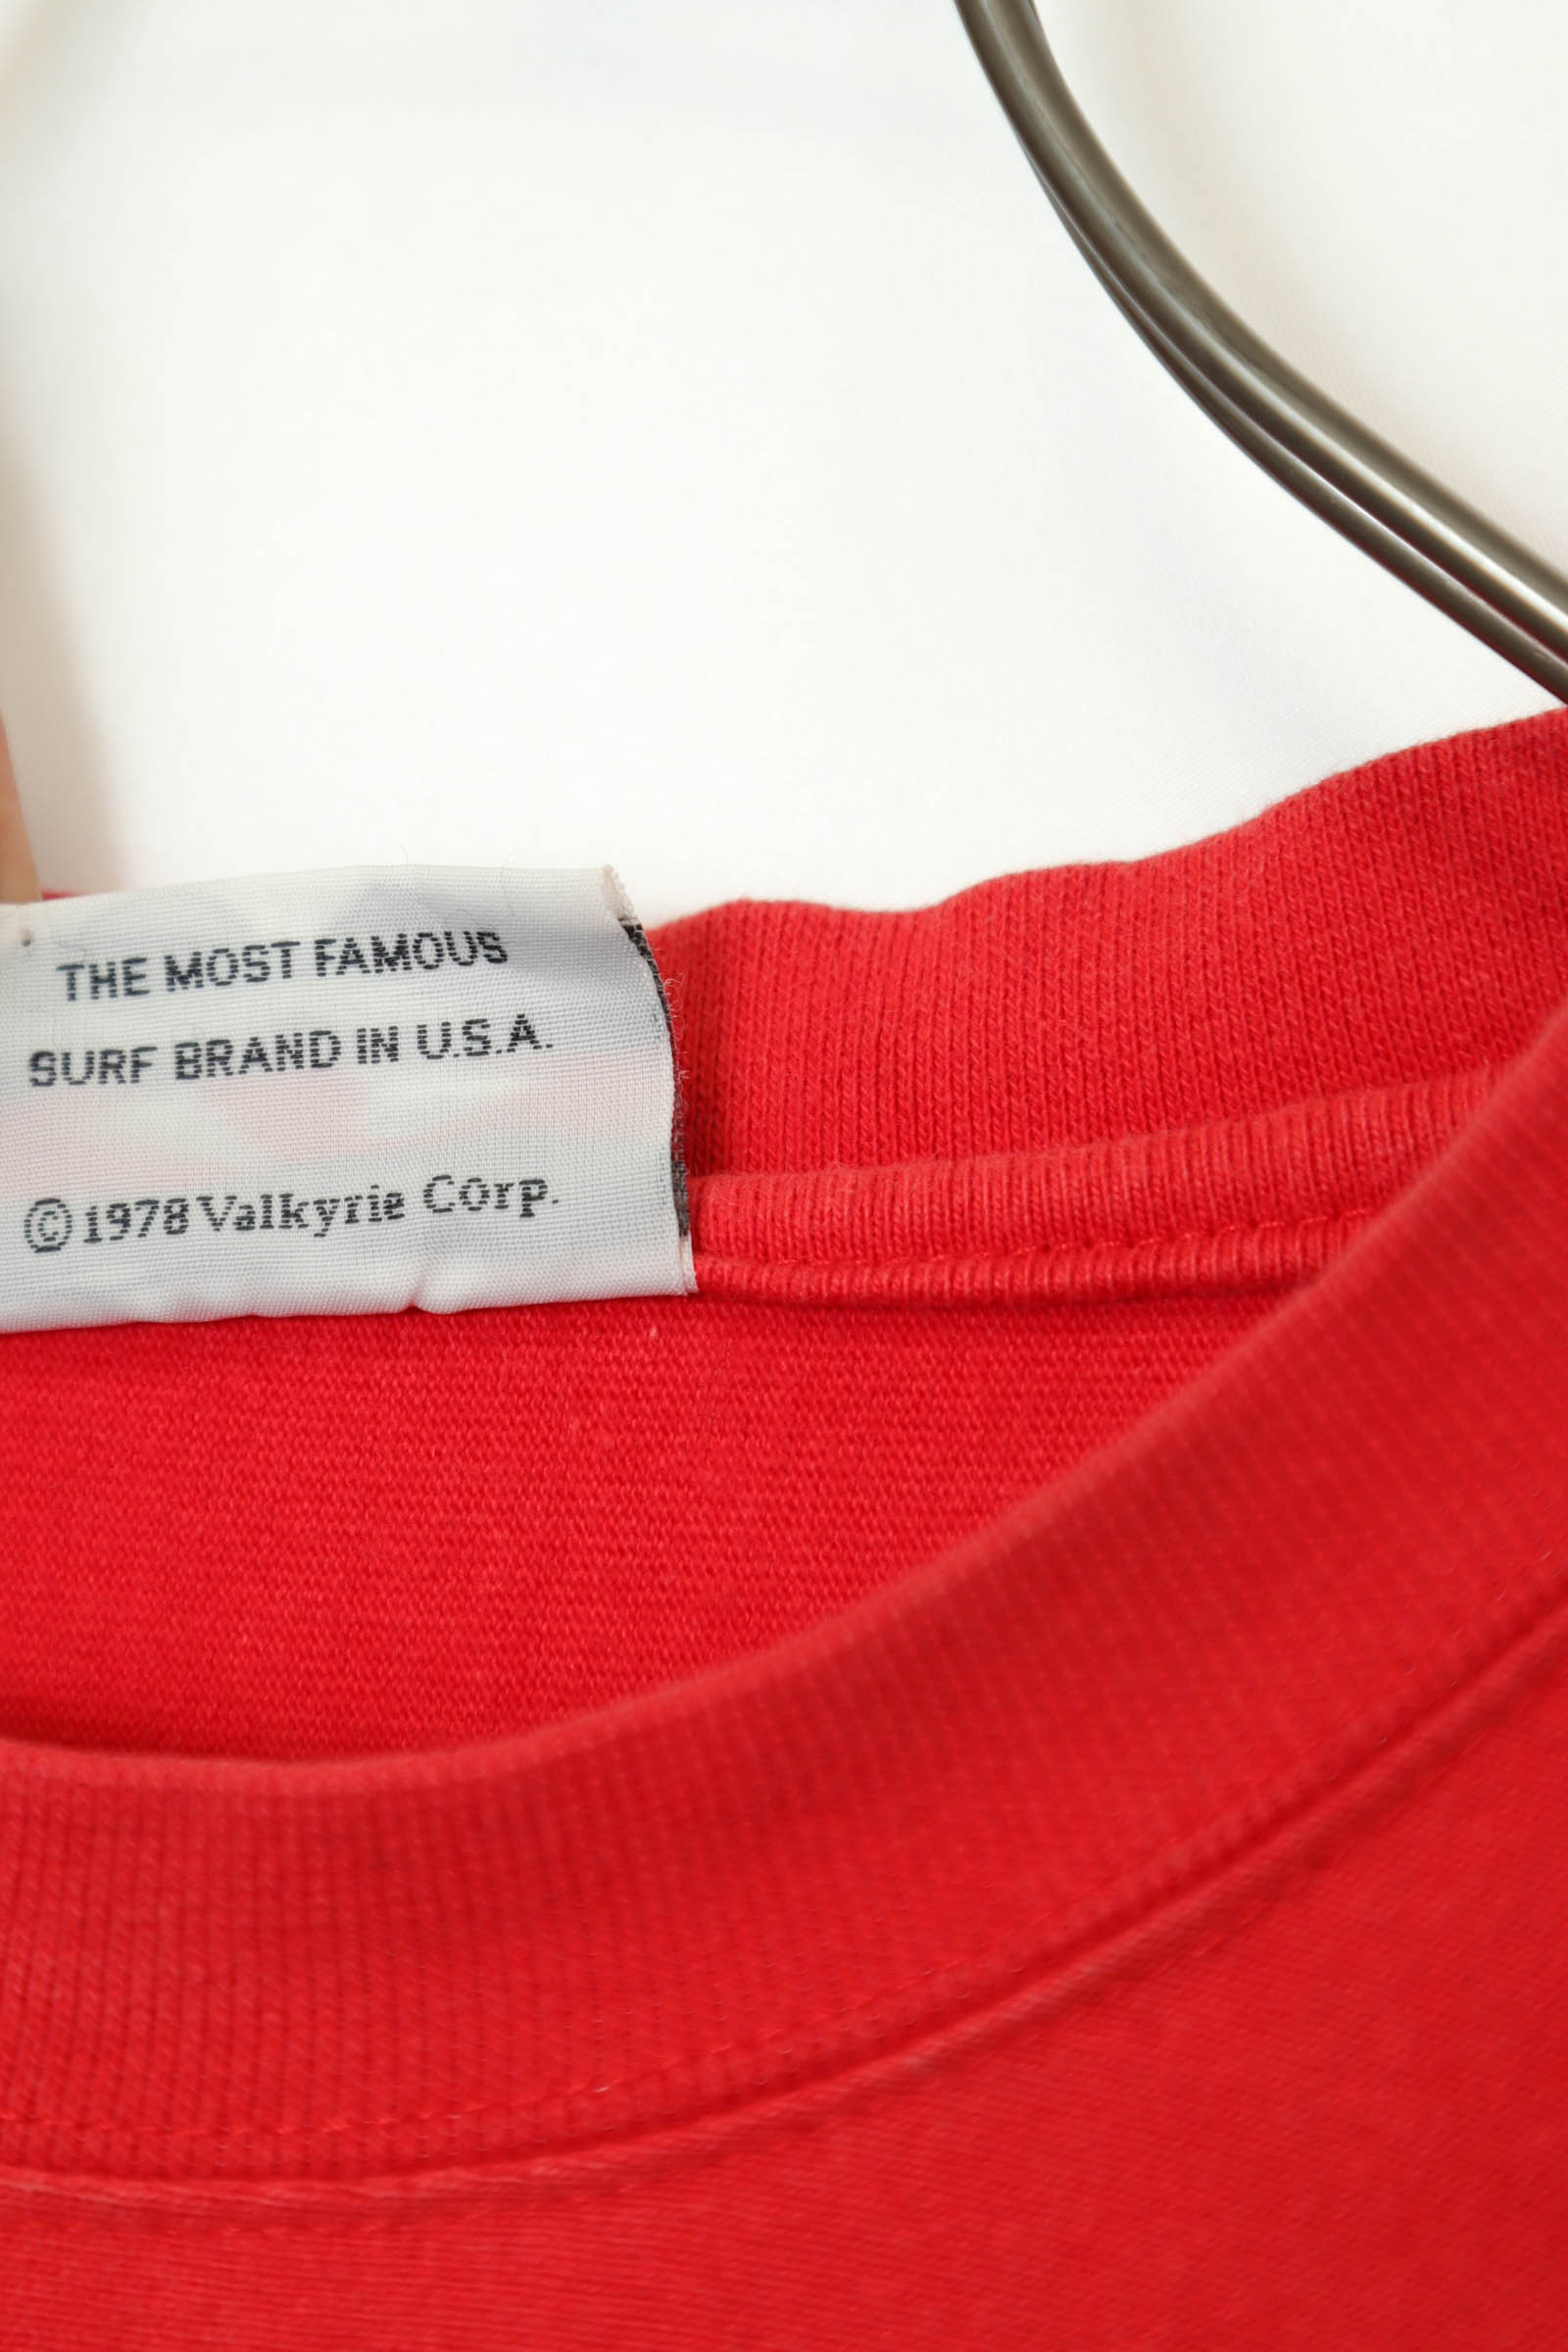 THE MOST FAMOUS
SURF BRAND IN U.S.A.
©1978 Valkyrie Corp.